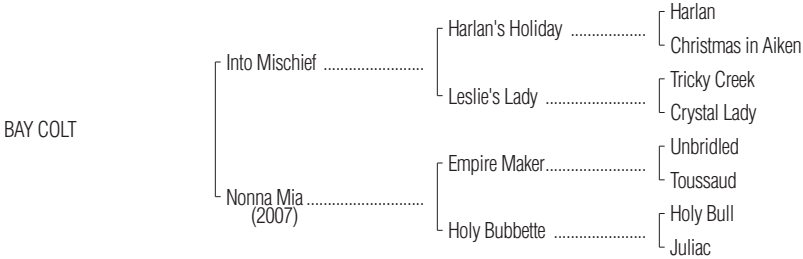 Harlan
Harlan's Holiday ..................
Christmas in Aiken
Into Mischief ........................
Tricky Creek
Leslie's Lady ........................
Crystal Lady
BAY COLT
Unbridled
Empire Maker........................
Toussaud
Nonna Mia ............................
(2007)
Holy Bull
Holy Bubbette ......................
Juliac